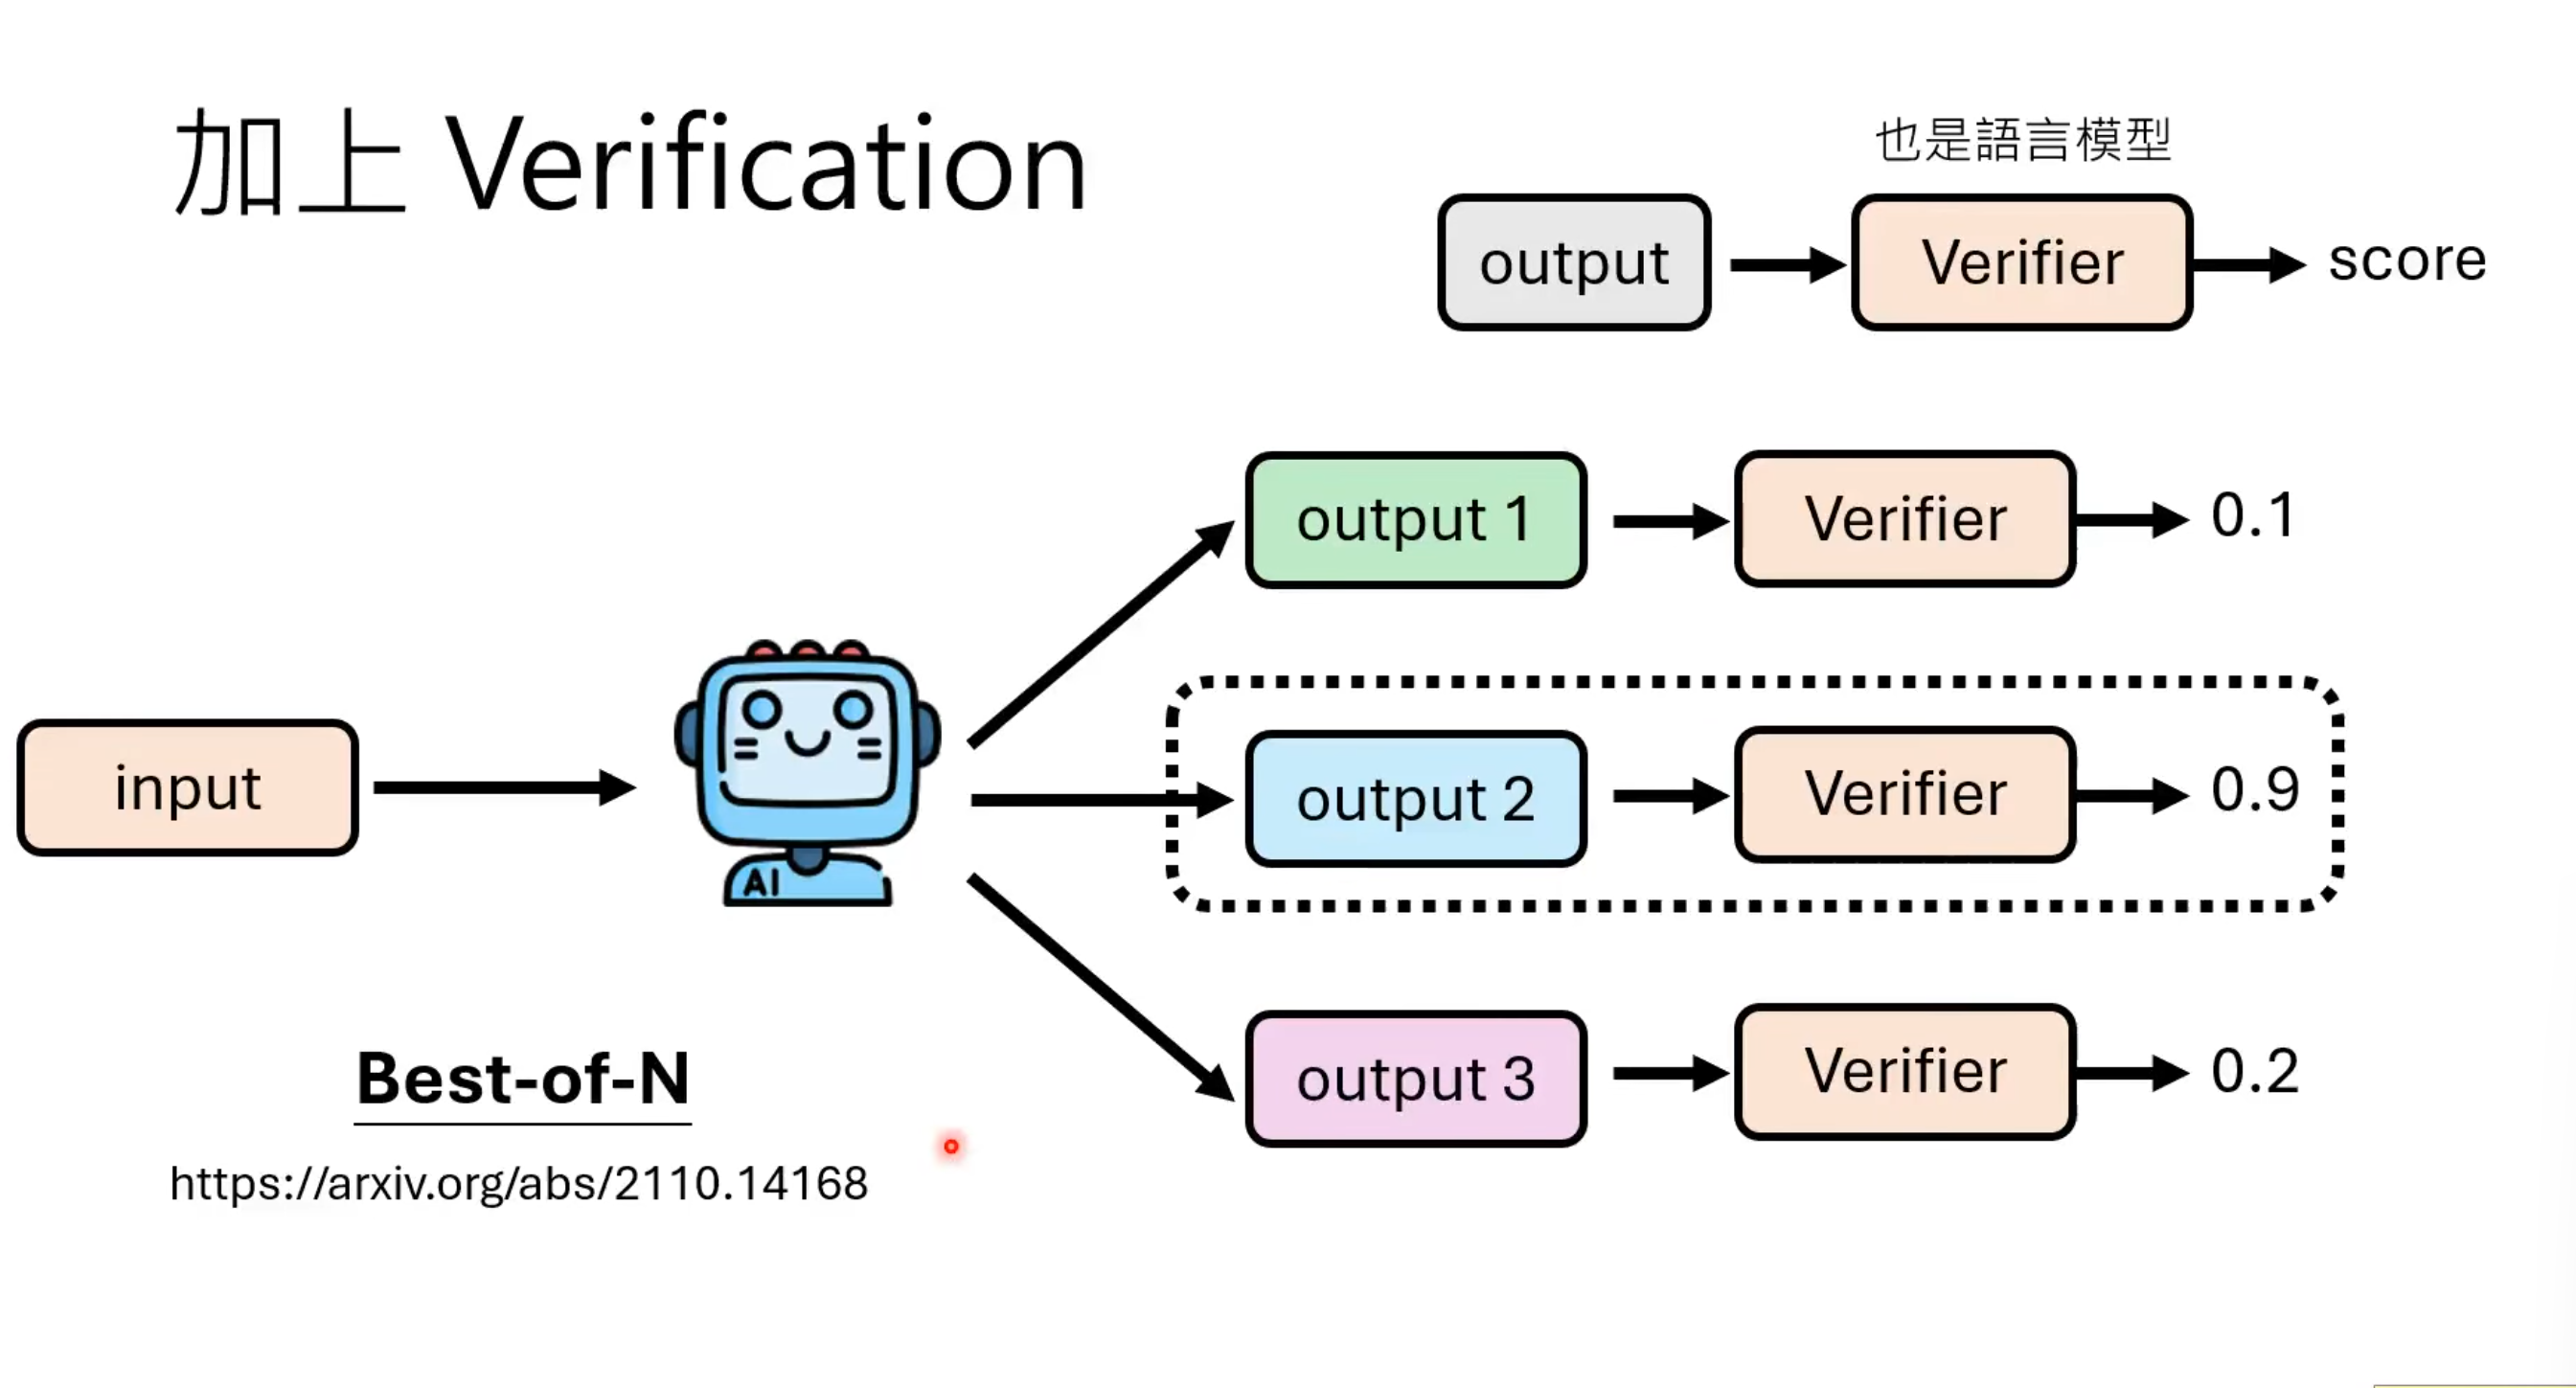 加上 Verification
也是語言模型
output
Verifier
score
output 1
Verifier
0.1
input
AI
output 2
Verifier
0.9
output 3
Verifier
0.2
Best-of-N
https://arxiv.org/abs/2110.14168